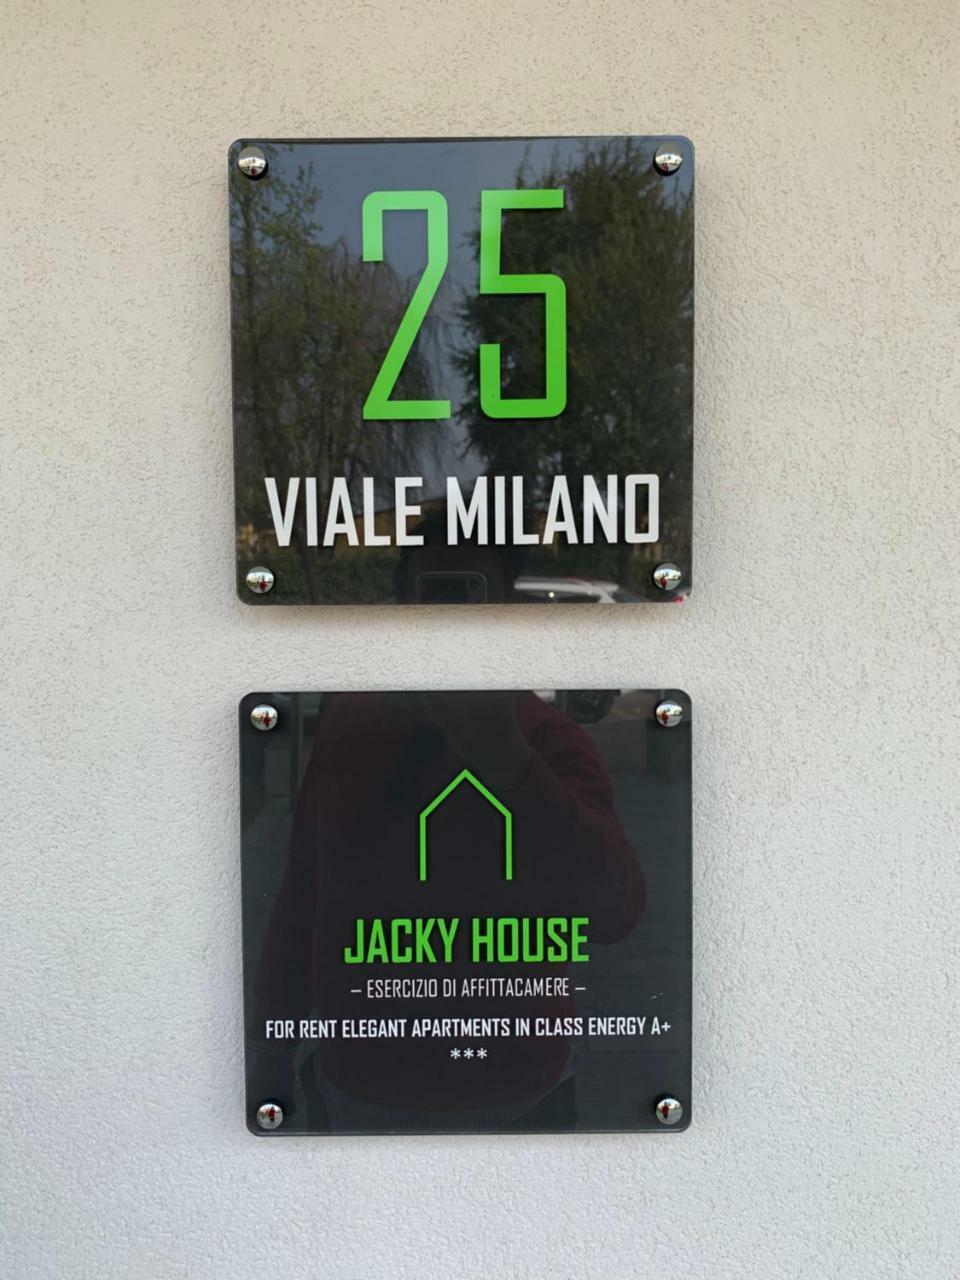 25
VIALE MILANO
JACKY HOUSE
– ESERCIZIO DI AFFITTACAMERE –
FOR RENT ELEGANT APARTMENTS IN CLASS ENERGY A+
***